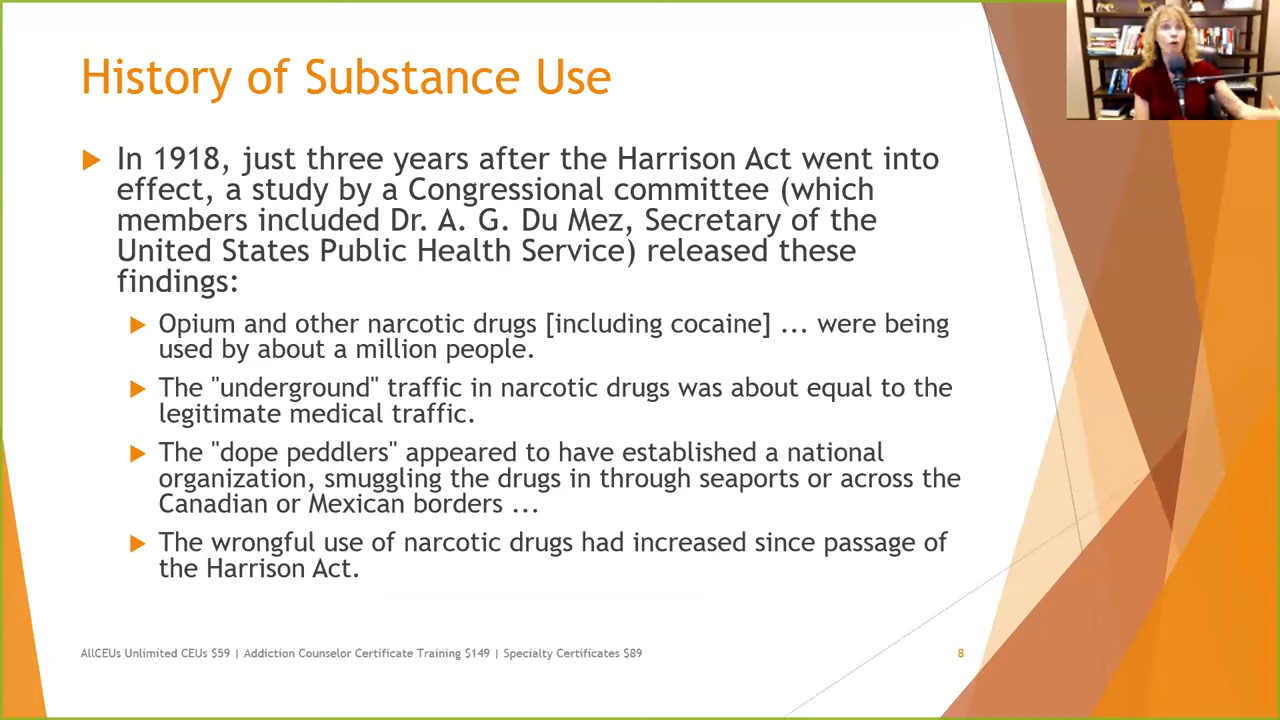 History of Substance Use
In 1918, just three years after the Harrison Act went into
effect, a study by a Congressional committee (which
members included Dr. A. G. Du Mez, Secretary of the
United States Public Health Service) released these
findings:
Opium and other narcotic drugs [including cocaine] ... were being
used by about a million people.
The "underground" traffic in narcotic drugs was about equal to the
legitimate medical traffic.
The "dope peddlers" appeared to have established a national
organization, smuggling the drugs in through seaports or across the
Canadian or Mexican borders ...
The wrongful use of narcotic drugs had increased since passage of
the Harrison Act.
AllCEUs Unlimited CEUs $59 | Addiction Counselor Certificate Training $149 | Specialty Certificates $89
8